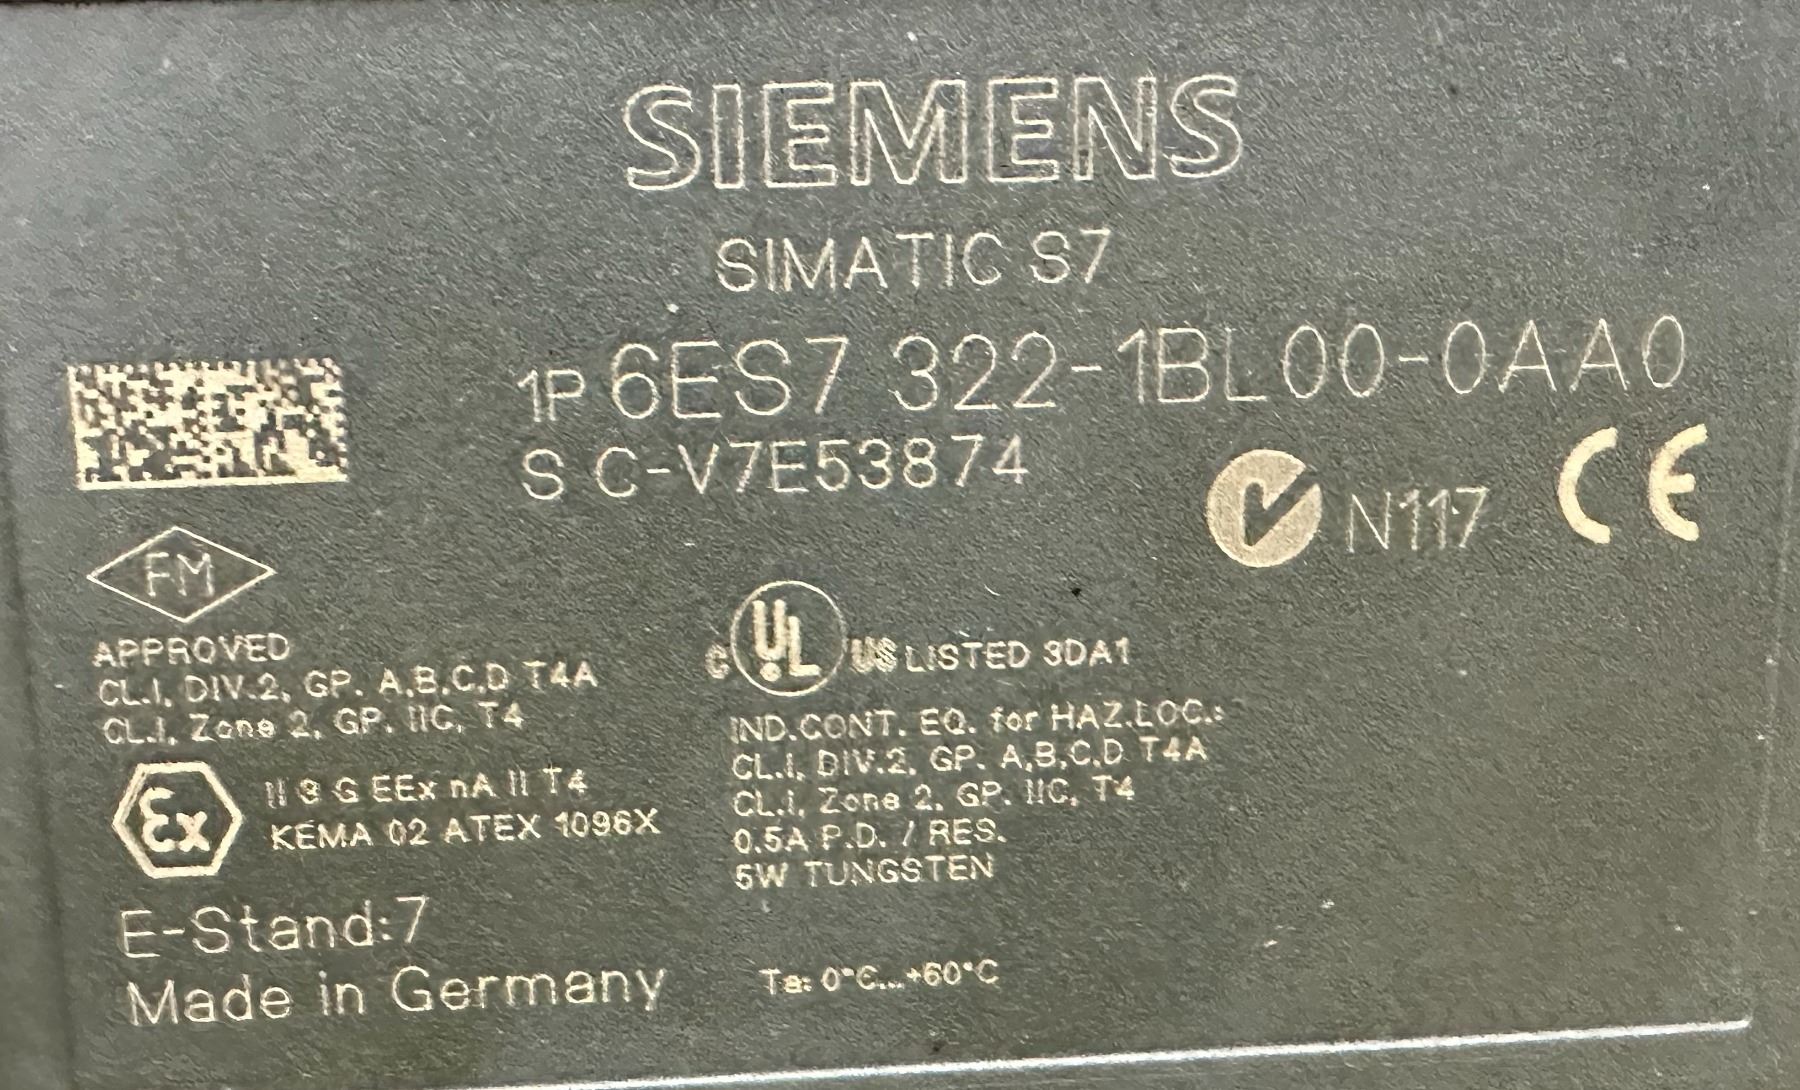 SIEMENS
SIMATIC S7
1P 6ES7 322-1BL00-0AA0
S C-V7E53874
N117 CE
FM
APPROVED
CL.I, DIV.2, GP. A,B,C,D T4A
CL.I, Zone 2, GP. IIC, T4
Ex
II 3 G EEx nA II T4
KEMA 02 ATEX 1096X
c UL US LISTED 3DA1
IND.CONT. EQ. for HAZ.LOC.:
CL.I, DIV.2, GP. A,B,C,D T4A
CL.I, Zone 2, GP. IIC, T4
0.5A P.D. / RES.
5W TUNGSTEN
E-Stand:7
Made in Germany
Ta: 0°C...+60°C